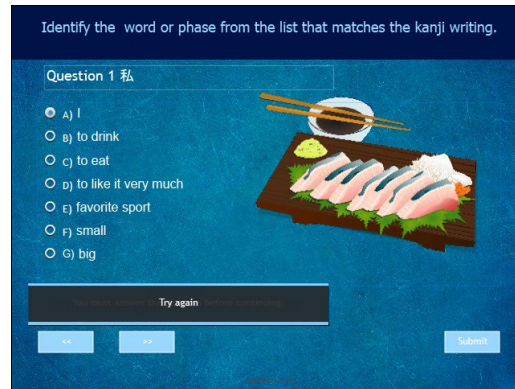 Identify the word or phase from the list that matches the kanji writing.
Question 1 私
A) I
B) to drink
C) to eat
D) to like it very much
E) favorite sport
F) small
G) big
Try again
<< >> Submit